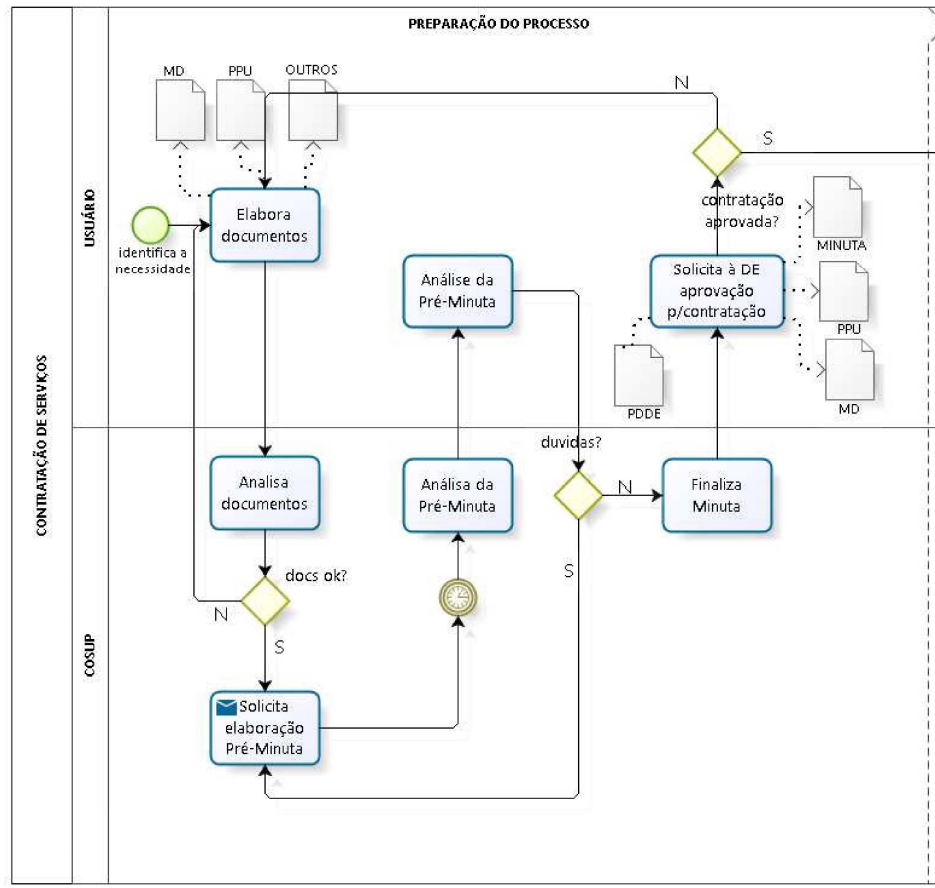 PREPARAÇÃO DO PROCESSO
CONTRATAÇÃO DE SERVIÇOS
USUÁRIO
MD
PPU
OUTROS
N
S
Elabora
documentos
identifica a
necessidade
contratação
aprovada?
MINUTA
Análise da
Pré-Minuta
Solicita à DE
aprovação
p/contratação
PPU
PDDE
MD
COSUP
duvidas?
Analisa
documentos
Análisa da
Pré-Minuta
N
Finaliza
Minuta
docs ok?
S
N
S
Solicita
elaboração
Pré-Minuta